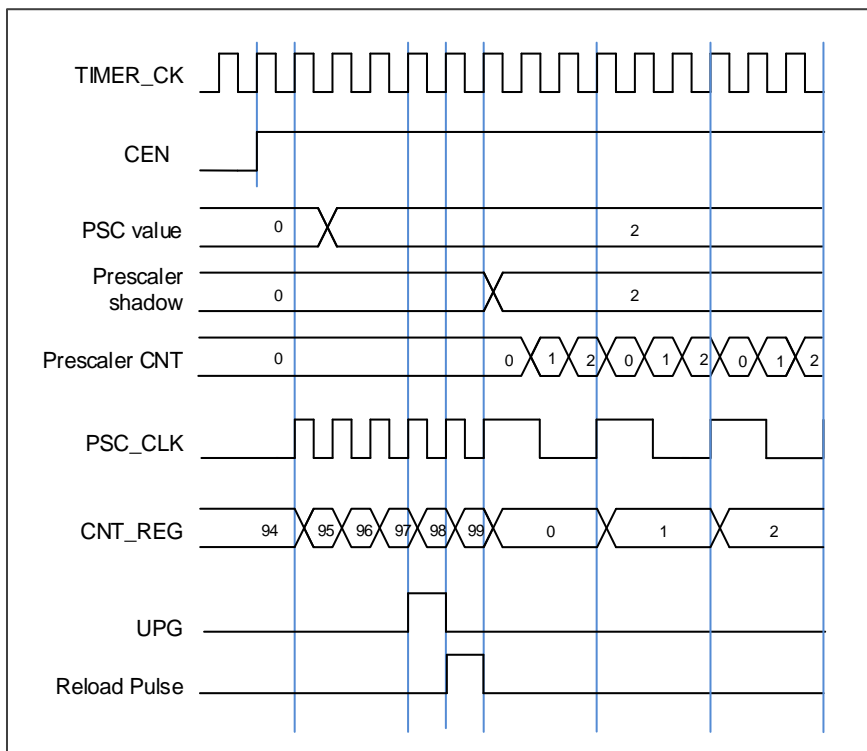 TIMER_CK
CEN
PSC value 0 2
Prescaler
shadow 0 2
Prescaler CNT 0 0 1 2 0 1 2 0 1 2
PSC_CLK
CNT_REG 94 95 96 97 98 99 0 1 2
UPG
Reload Pulse